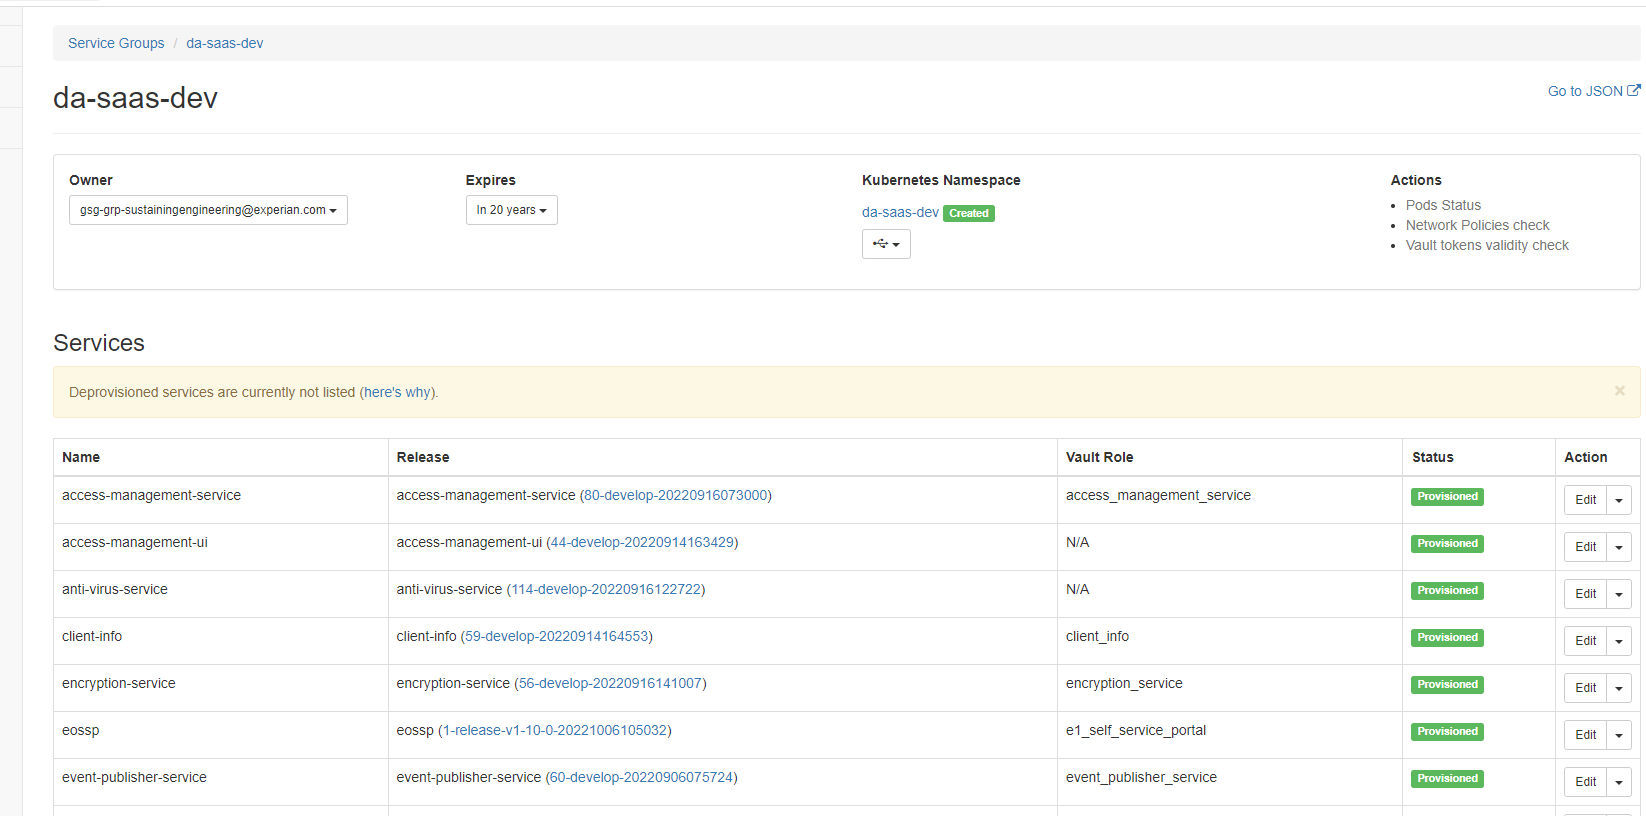 Service Groups / da-saas-dev
da-saas-dev
Go to JSON
Owner Expires Kubernetes Namespace Actions
gsg-grp-sustainingengineering@experian.com In 20 years da-saas-dev Created
Pods Status
Network Policies check
Vault tokens validity check
Services
Deprovisioned services are currently not listed (here's why). ×
Name Release Vault Role Status Action
access-management-service access-management-service (80-develop-20220916073000) access_management_service Provisioned Edit
access-management-ui access-management-ui (44-develop-20220914163429) N/A Provisioned Edit
anti-virus-service anti-virus-service (114-develop-20220916122722) N/A Provisioned Edit
client-info client-info (59-develop-20220914164553) client_info Provisioned Edit
encryption-service encryption-service (56-develop-20220916141007) encryption_service Provisioned Edit
eossp eossp (1-release-v1-10-0-20221006105032) e1_self_service_portal Provisioned Edit
event-publisher-service event-publisher-service (60-develop-20220906075724) event_publisher_service Provisioned Edit